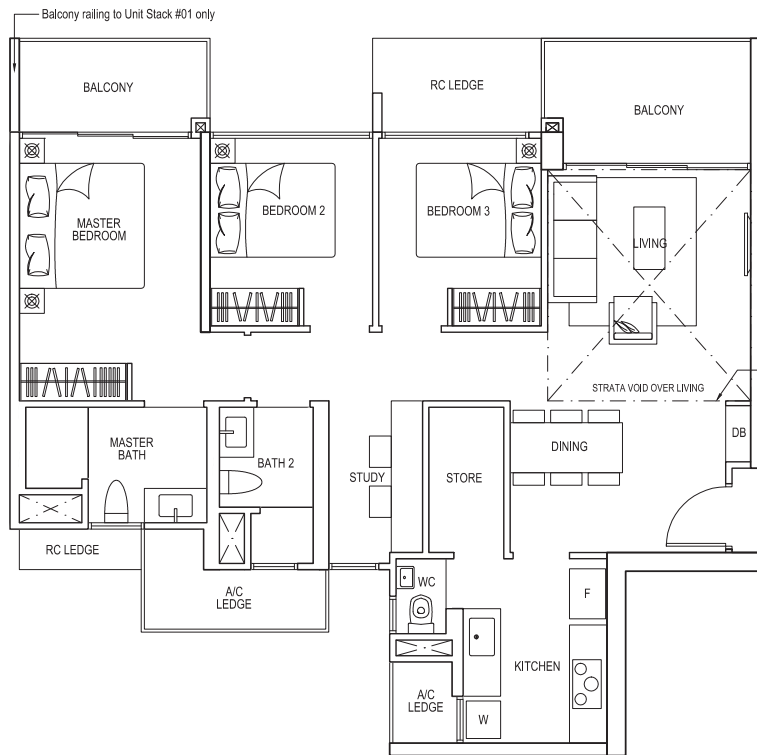 Balcony railing to Unit Stack #01 only
BALCONY
RC LEDGE
BALCONY
MASTER
BEDROOM
BEDROOM 2
BEDROOM 3
LIVING
STRATA VOID OVER LIVING
MASTER
BATH
BATH 2
STUDY
STORE
DINING
DB
RC LEDGE
A/C
LEDGE
WC
F
KITCHEN
A/C
LEDGE
W